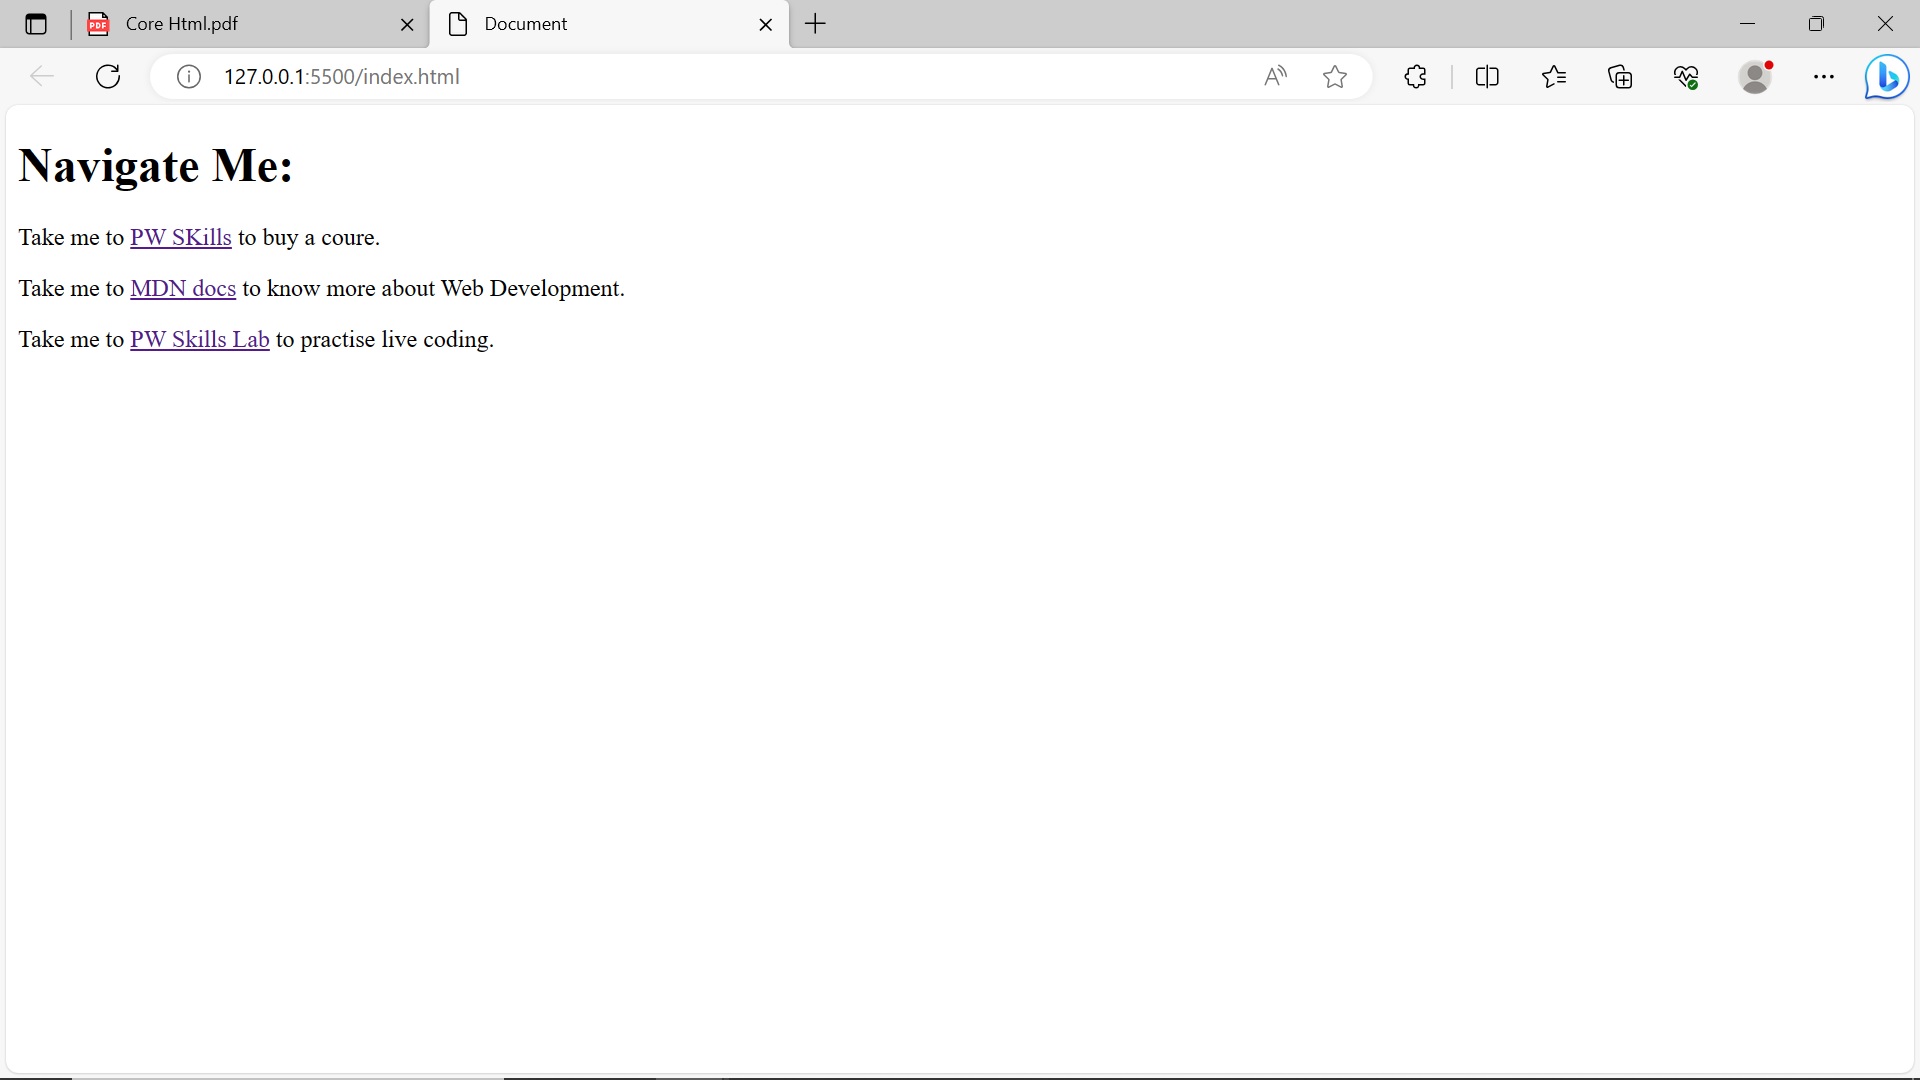 Core Html.pdf
Document
127.0.0.1:5500/index.html
Navigate Me:
Take me to PW SKills to buy a coure.
Take me to MDN docs to know more about Web Development.
Take me to PW Skills Lab to practise live coding.